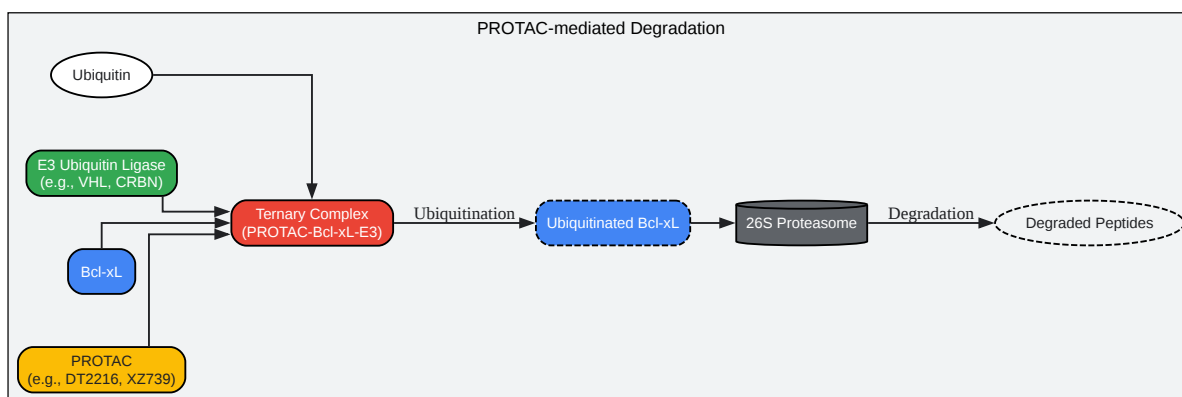 PROTAC-mediated Degradation
Ubiquitin
E3 Ubiquitin Ligase
(e.g., VHL, CRBN)
Bcl-xL
PROTAC
(e.g., DT2216, XZ739)
Ternary Complex
(PROTAC-Bcl-xL-E3)
Ubiquitination
Ubiquitinated Bcl-xL
26S Proteasome
Degradation
Degraded Peptides